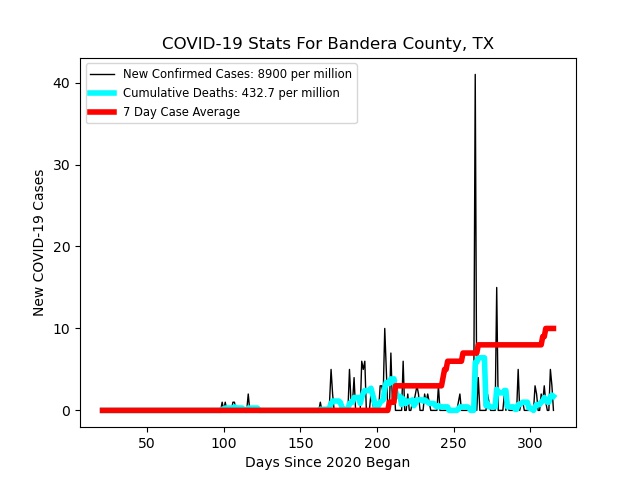 COVID-19 Stats For Bandera County, TX
New Confirmed Cases: 8900 per million
Cumulative Deaths: 432.7 per million
7 Day Case Average
New COVID-19 Cases
40
30
20
10
0
50 100 150 200 250 300
Days Since 2020 Began